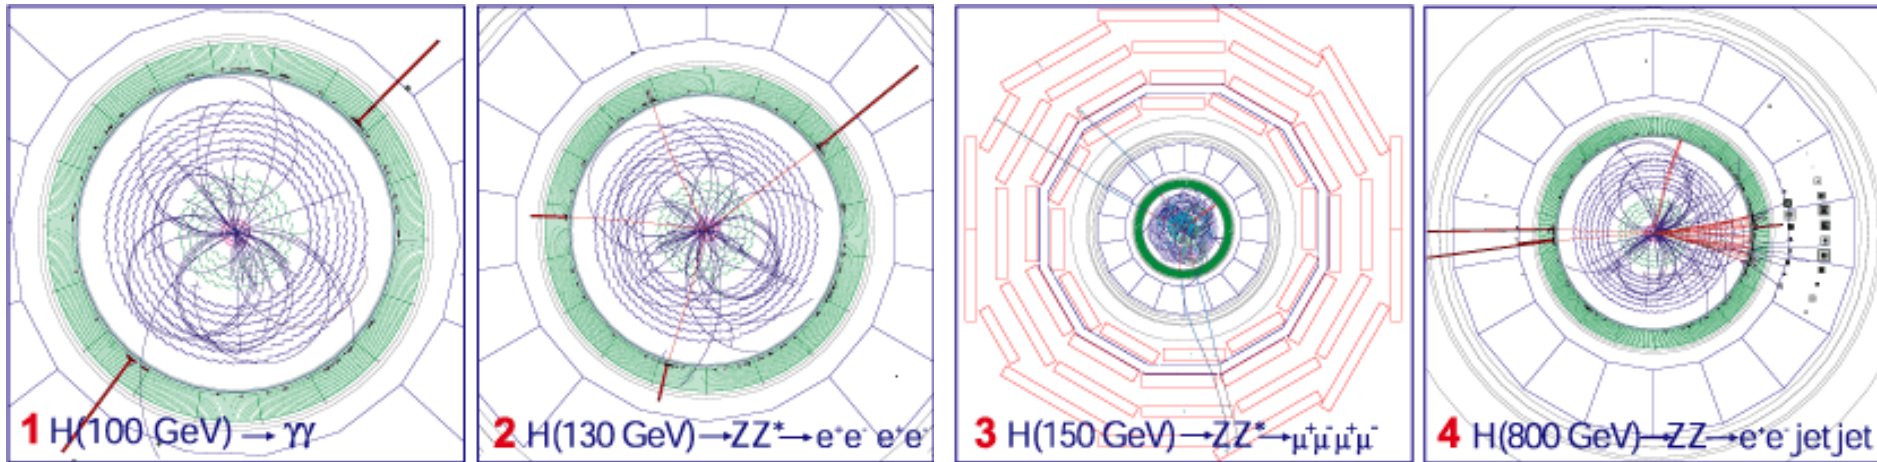 1 H(100 GeV) → γγ
2 H(130 GeV)→ZZ*→ e⁺e⁻ e⁺e⁻
3 H(150 GeV)→ZZ*→μ⁺μ⁻μ⁺μ⁻
4 H(800 GeV)→ZZ→e⁺e⁻ jet jet